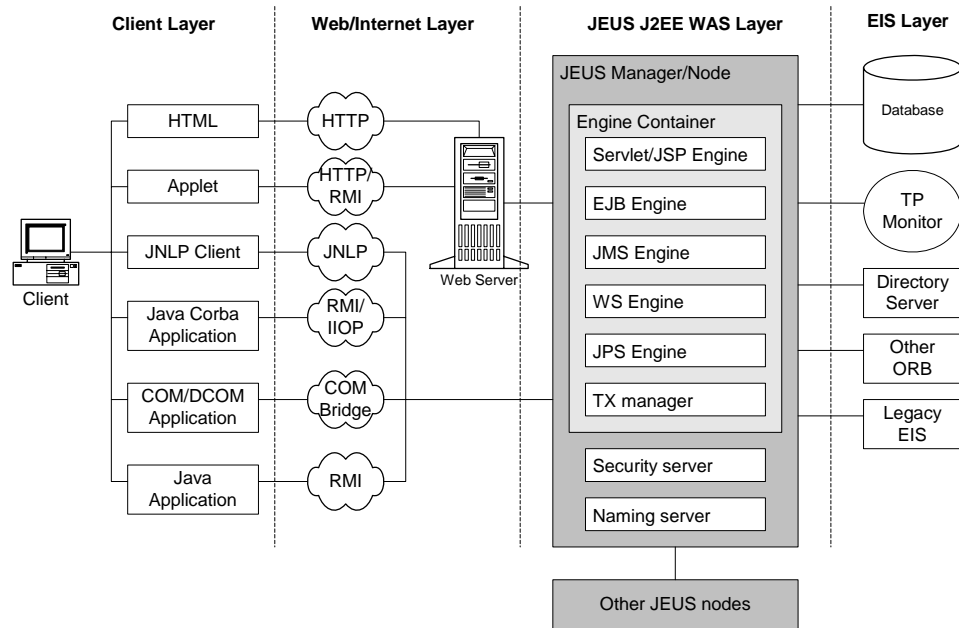 Client Layer
Web/Internet Layer
JEUS J2EE WAS Layer
EIS Layer
Client
HTML
Applet
JNLP Client
Java Corba
Application
COM/DCOM
Application
Java
Application
HTTP
HTTP/
RMI
JNLP
RMI/
IIOP
COM
Bridge
RMI
Web Server
JEUS Manager/Node
Engine Container
Servlet/JSP Engine
EJB Engine
JMS Engine
WS Engine
JPS Engine
TX manager
Security server
Naming server
Other JEUS nodes
Database
TP
Monitor
Directory
Server
Other
ORB
Legacy
EIS